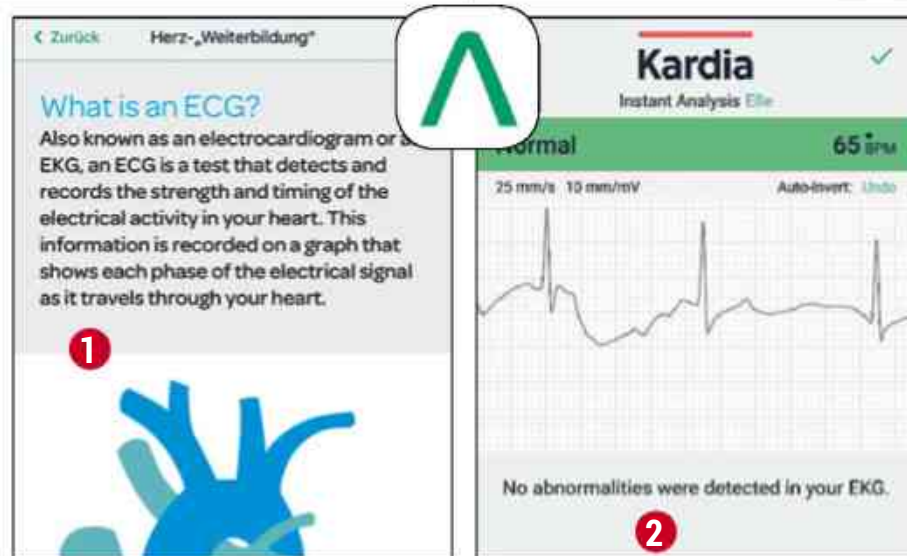 < Zurück Herz-„Weiterbildung“
What is an ECG?
Also known as an electrocardiogram or a
EKG, an ECG is a test that detects and
records the strength and timing of the
electrical activity in your heart. This
information is recorded on a graph that
shows each phase of the electrical signal
as it travels through your heart.
1
Kardia
Instant Analysis Elle
Normal 65 BPM
25 mm/s 10 mm/mV Auto-Invert: Undo
No abnormalities were detected in your EKG.
2